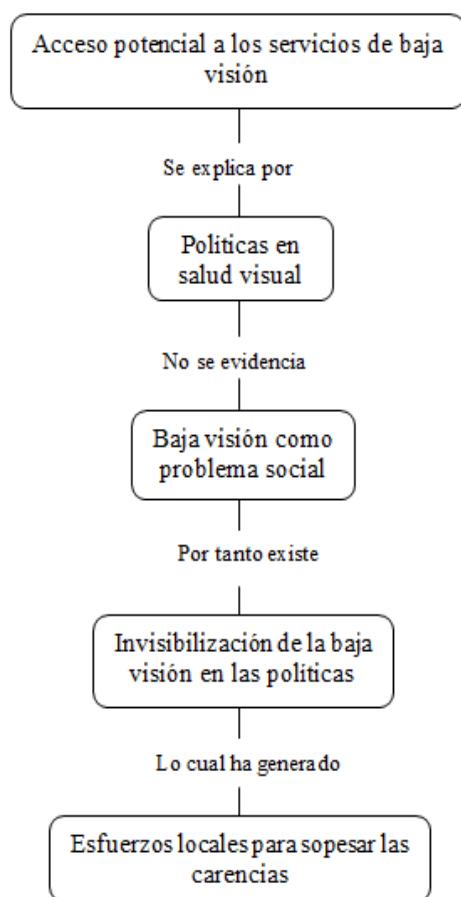 Acceso potencial a los servicios de baja
visión
Se explica por
Políticas en
salud visual
No se evidencia
Baja visión como
problema social
Por tanto existe
Invisibilización de la baja
visión en las políticas
Lo cual ha generado
Esfuerzos locales para sopesar las
carencias